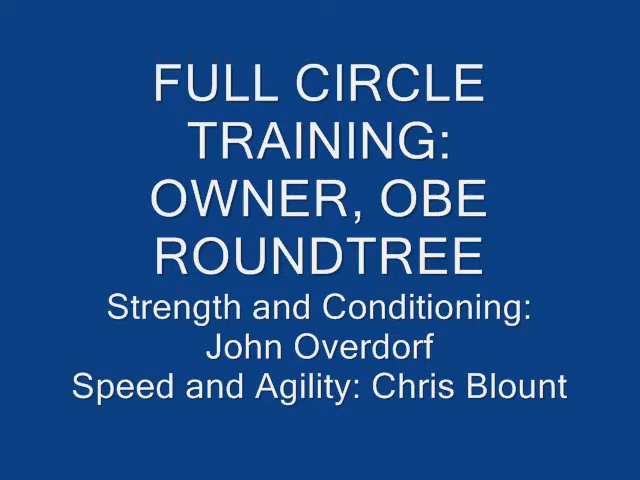 FULL CIRCLE
TRAINING:
OWNER, OBE
ROUNDTREE
Strength and Conditioning:
John Overdorf
Speed and Agility: Chris Blount